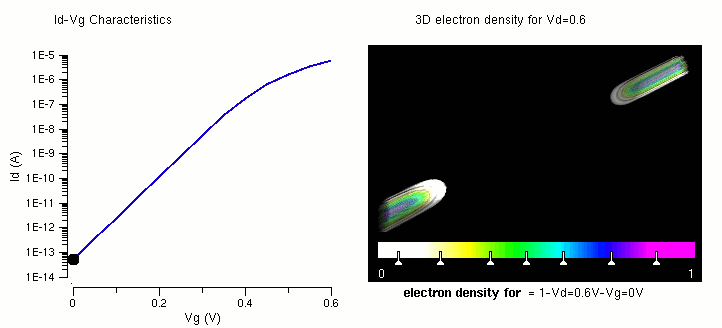 Id-Vg Characteristics
3D electron density for Vd=0.6
1E-5
1E-6
1E-7
1E-8
1E-9
1E-10
1E-11
1E-12
1E-13
1E-14
Id (A)
0 0.2 0.4 0.6
Vg (V)
0 1
electron density for = 1-Vd=0.6V-Vg=0V